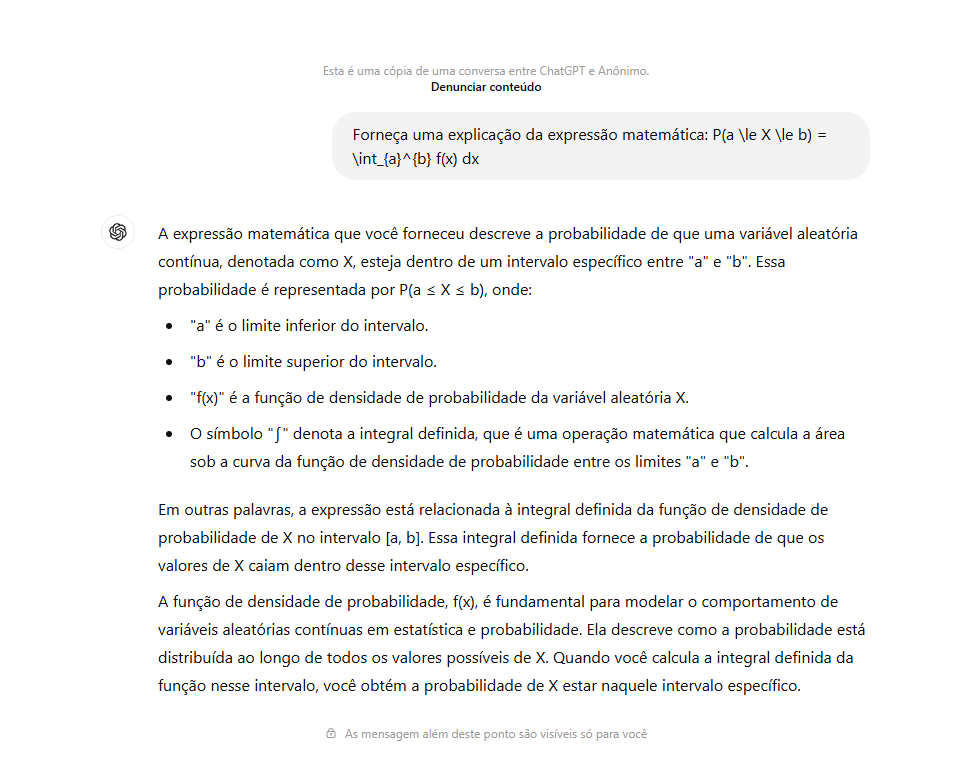 Esta é uma cópia de uma conversa entre ChatGPT e Anônimo.
Denunciar conteúdo
Forneça uma explicação da expressão matemática: P(a \le X \le b) =
\int_{a}^{b} f(x) dx
A expressão matemática que você forneceu descreve a probabilidade de que uma variável aleatória
contínua, denotada como X, esteja dentro de um intervalo específico entre "a" e "b". Essa
probabilidade é representada por P(a ≤ X ≤ b), onde:
• "a" é o limite inferior do intervalo.
• "b" é o limite superior do intervalo.
• "f(x)" é a função de densidade de probabilidade da variável aleatória X.
• O símbolo "∫" denota a integral definida, que é uma operação matemática que calcula a área
sob a curva da função de densidade de probabilidade entre os limites "a" e "b".
Em outras palavras, a expressão está relacionada à integral definida da função de densidade de
probabilidade de X no intervalo [a, b]. Essa integral definida fornece a probabilidade de que os
valores de X caiam dentro desse intervalo específico.
A função de densidade de probabilidade, f(x), é fundamental para modelar o comportamento de
variáveis aleatórias contínuas em estatística e probabilidade. Ela descreve como a probabilidade está
distribuída ao longo de todos os valores possíveis de X. Quando você calcula a integral definida da
função nesse intervalo, você obtém a probabilidade de X estar naquele intervalo específico.
As mensagem além deste ponto são visíveis só para você